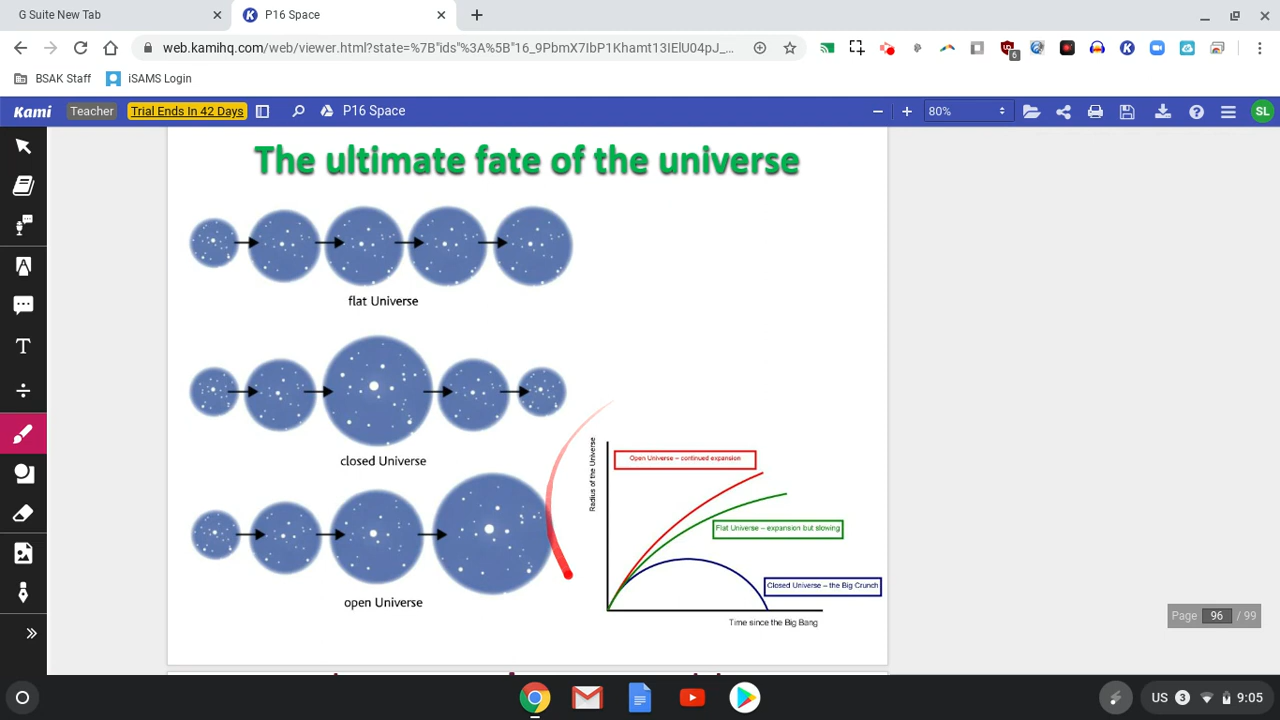 G Suite New Tab
P16 Space
web.kamihq.com/web/viewer.html?state=%7B"ids"%3A%5B"16_9PbmX7IbP1Khamt13IElU04pJ_...
6
BSAK Staff
iSAMS Login
Kami
Teacher
Trial Ends In 42 Days
P16 Space
80%
SL
The ultimate fate of the universe
flat Universe
closed Universe
open Universe
Radius of the Universe
Open Universe – continued expansion
Flat Universe – expansion but slowing
Closed Universe – the Big Crunch
Time since the Big Bang
Page 96 / 99
US 3 9:05